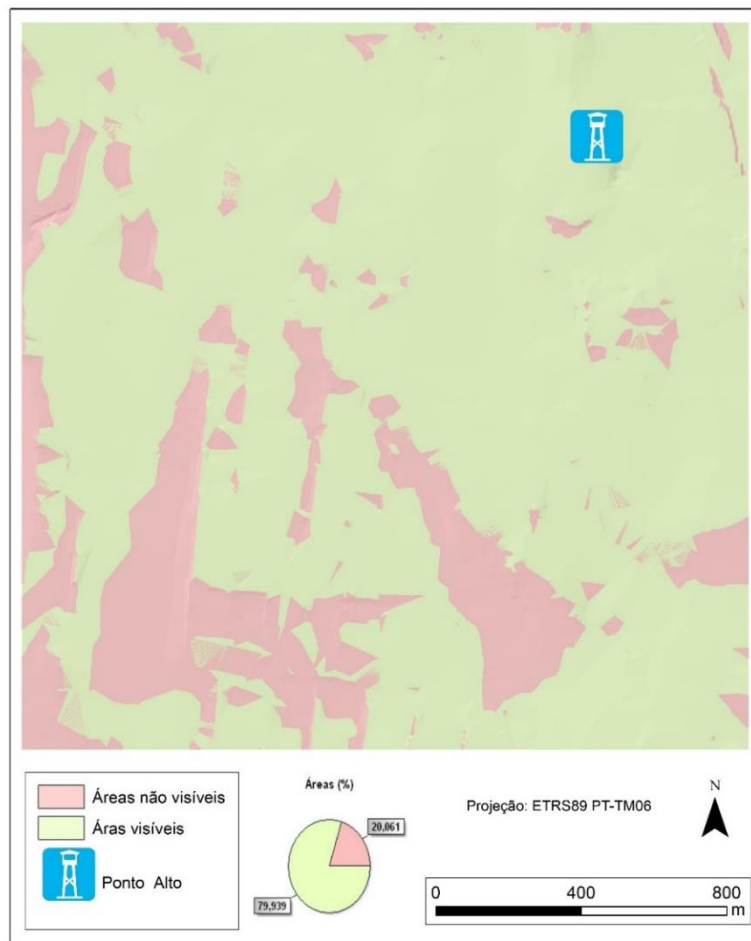 Áreas não visíveis
Áras visíveis
Ponto Alto
Áreas (%)
20,061
79,939
Projeção: ETRS89 PT-TM06
N
0 400 800
m